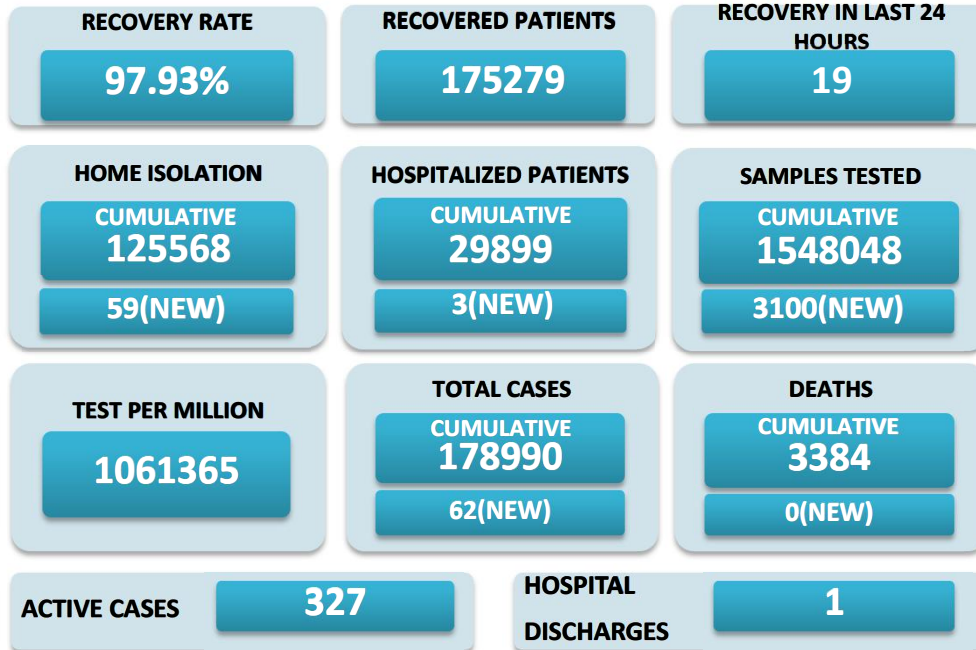 RECOVERY RATE
97.93%
RECOVERED PATIENTS
175279
RECOVERY IN LAST 24
HOURS
19
HOME ISOLATION
CUMULATIVE
125568
59(NEW)
HOSPITALIZED PATIENTS
CUMULATIVE
29899
3(NEW)
SAMPLES TESTED
CUMULATIVE
1548048
3100(NEW)
TEST PER MILLION
1061365
TOTAL CASES
CUMULATIVE
178990
62(NEW)
DEATHS
CUMULATIVE
3384
0(NEW)
ACTIVE CASES
327
HOSPITAL
DISCHARGES
1